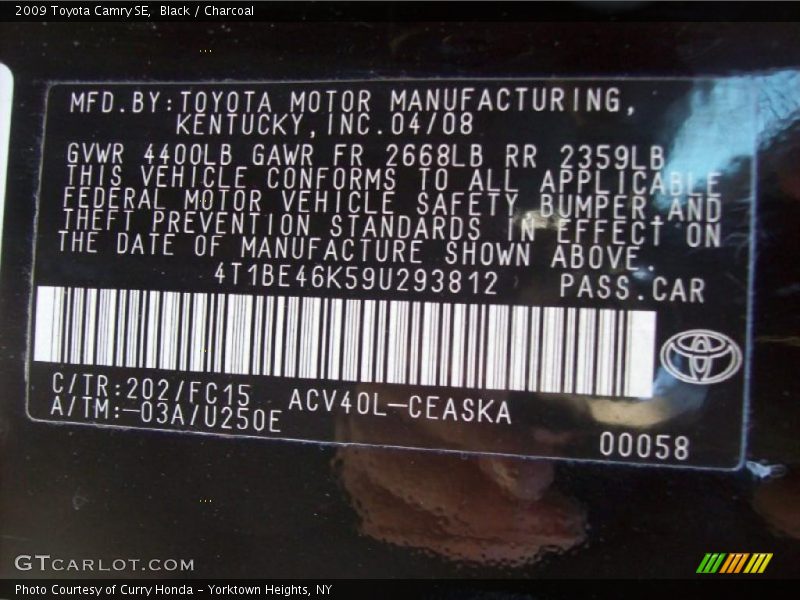 2009 Toyota Camry SE,  Black / Charcoal
MFD.BY:TOYOTA MOTOR MANUFACTURING,
KENTUCKY,INC.04/08
GVWR 4400LB GAWR FR 2668LB RR 2359LB
THIS VEHICLE CONFORMS TO ALL APPLICABLE
FEDERAL MOTOR VEHICLE SAFETY,BUMPER,AND
THEFT PREVENTION STANDARDS IN EFFECT ON
THE DATE OF MANUFACTURE SHOWN ABOVE.
4T1BE46K59U293812 PASS.CAR
C/TR:202/FC15 ACV40L-CEASKA
A/TM:-03A/U250E
00058
GTCARLOT.COM
Photo Courtesy of Curry Honda - Yorktown Heights, NY